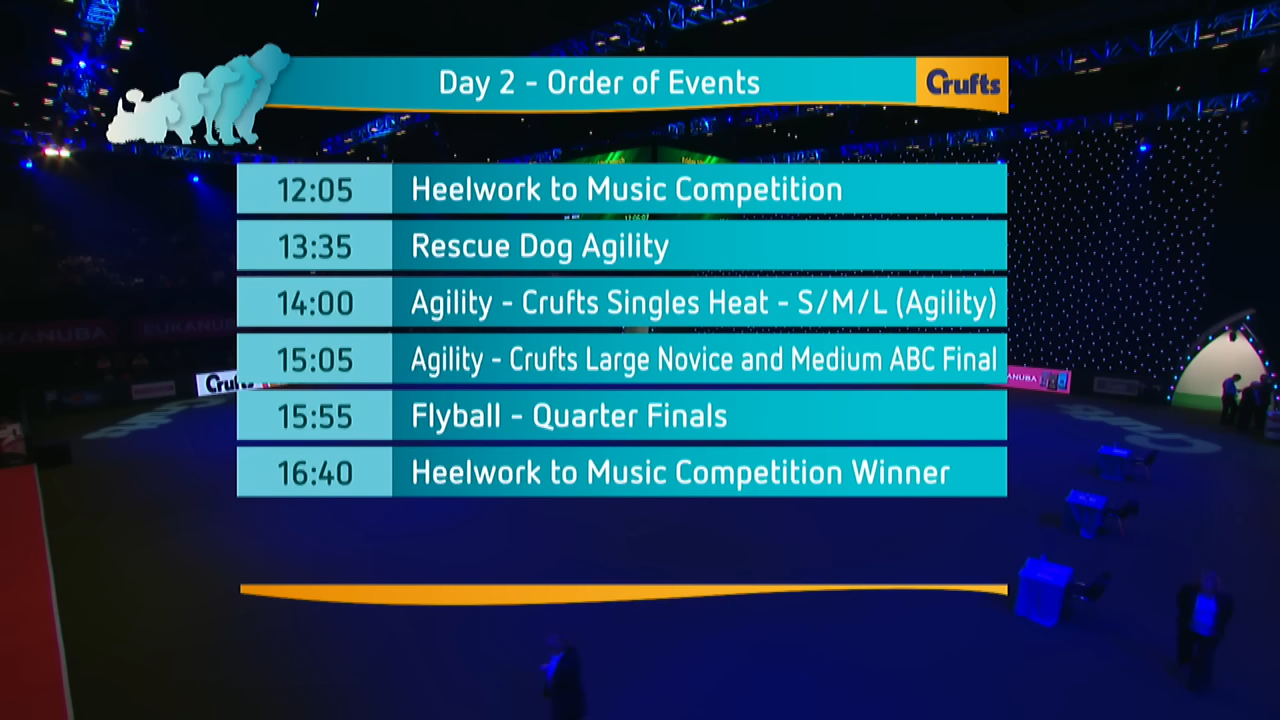 Day 2 - Order of Events
Crufts
12:05 Heelwork to Music Competition
13:35 Rescue Dog Agility
14:00 Agility - Crufts Singles Heat - S/M/L (Agility)
15:05 Agility - Crufts Large Novice and Medium ABC Final
15:55 Flyball - Quarter Finals
16:40 Heelwork to Music Competition Winner
EUKANUBA